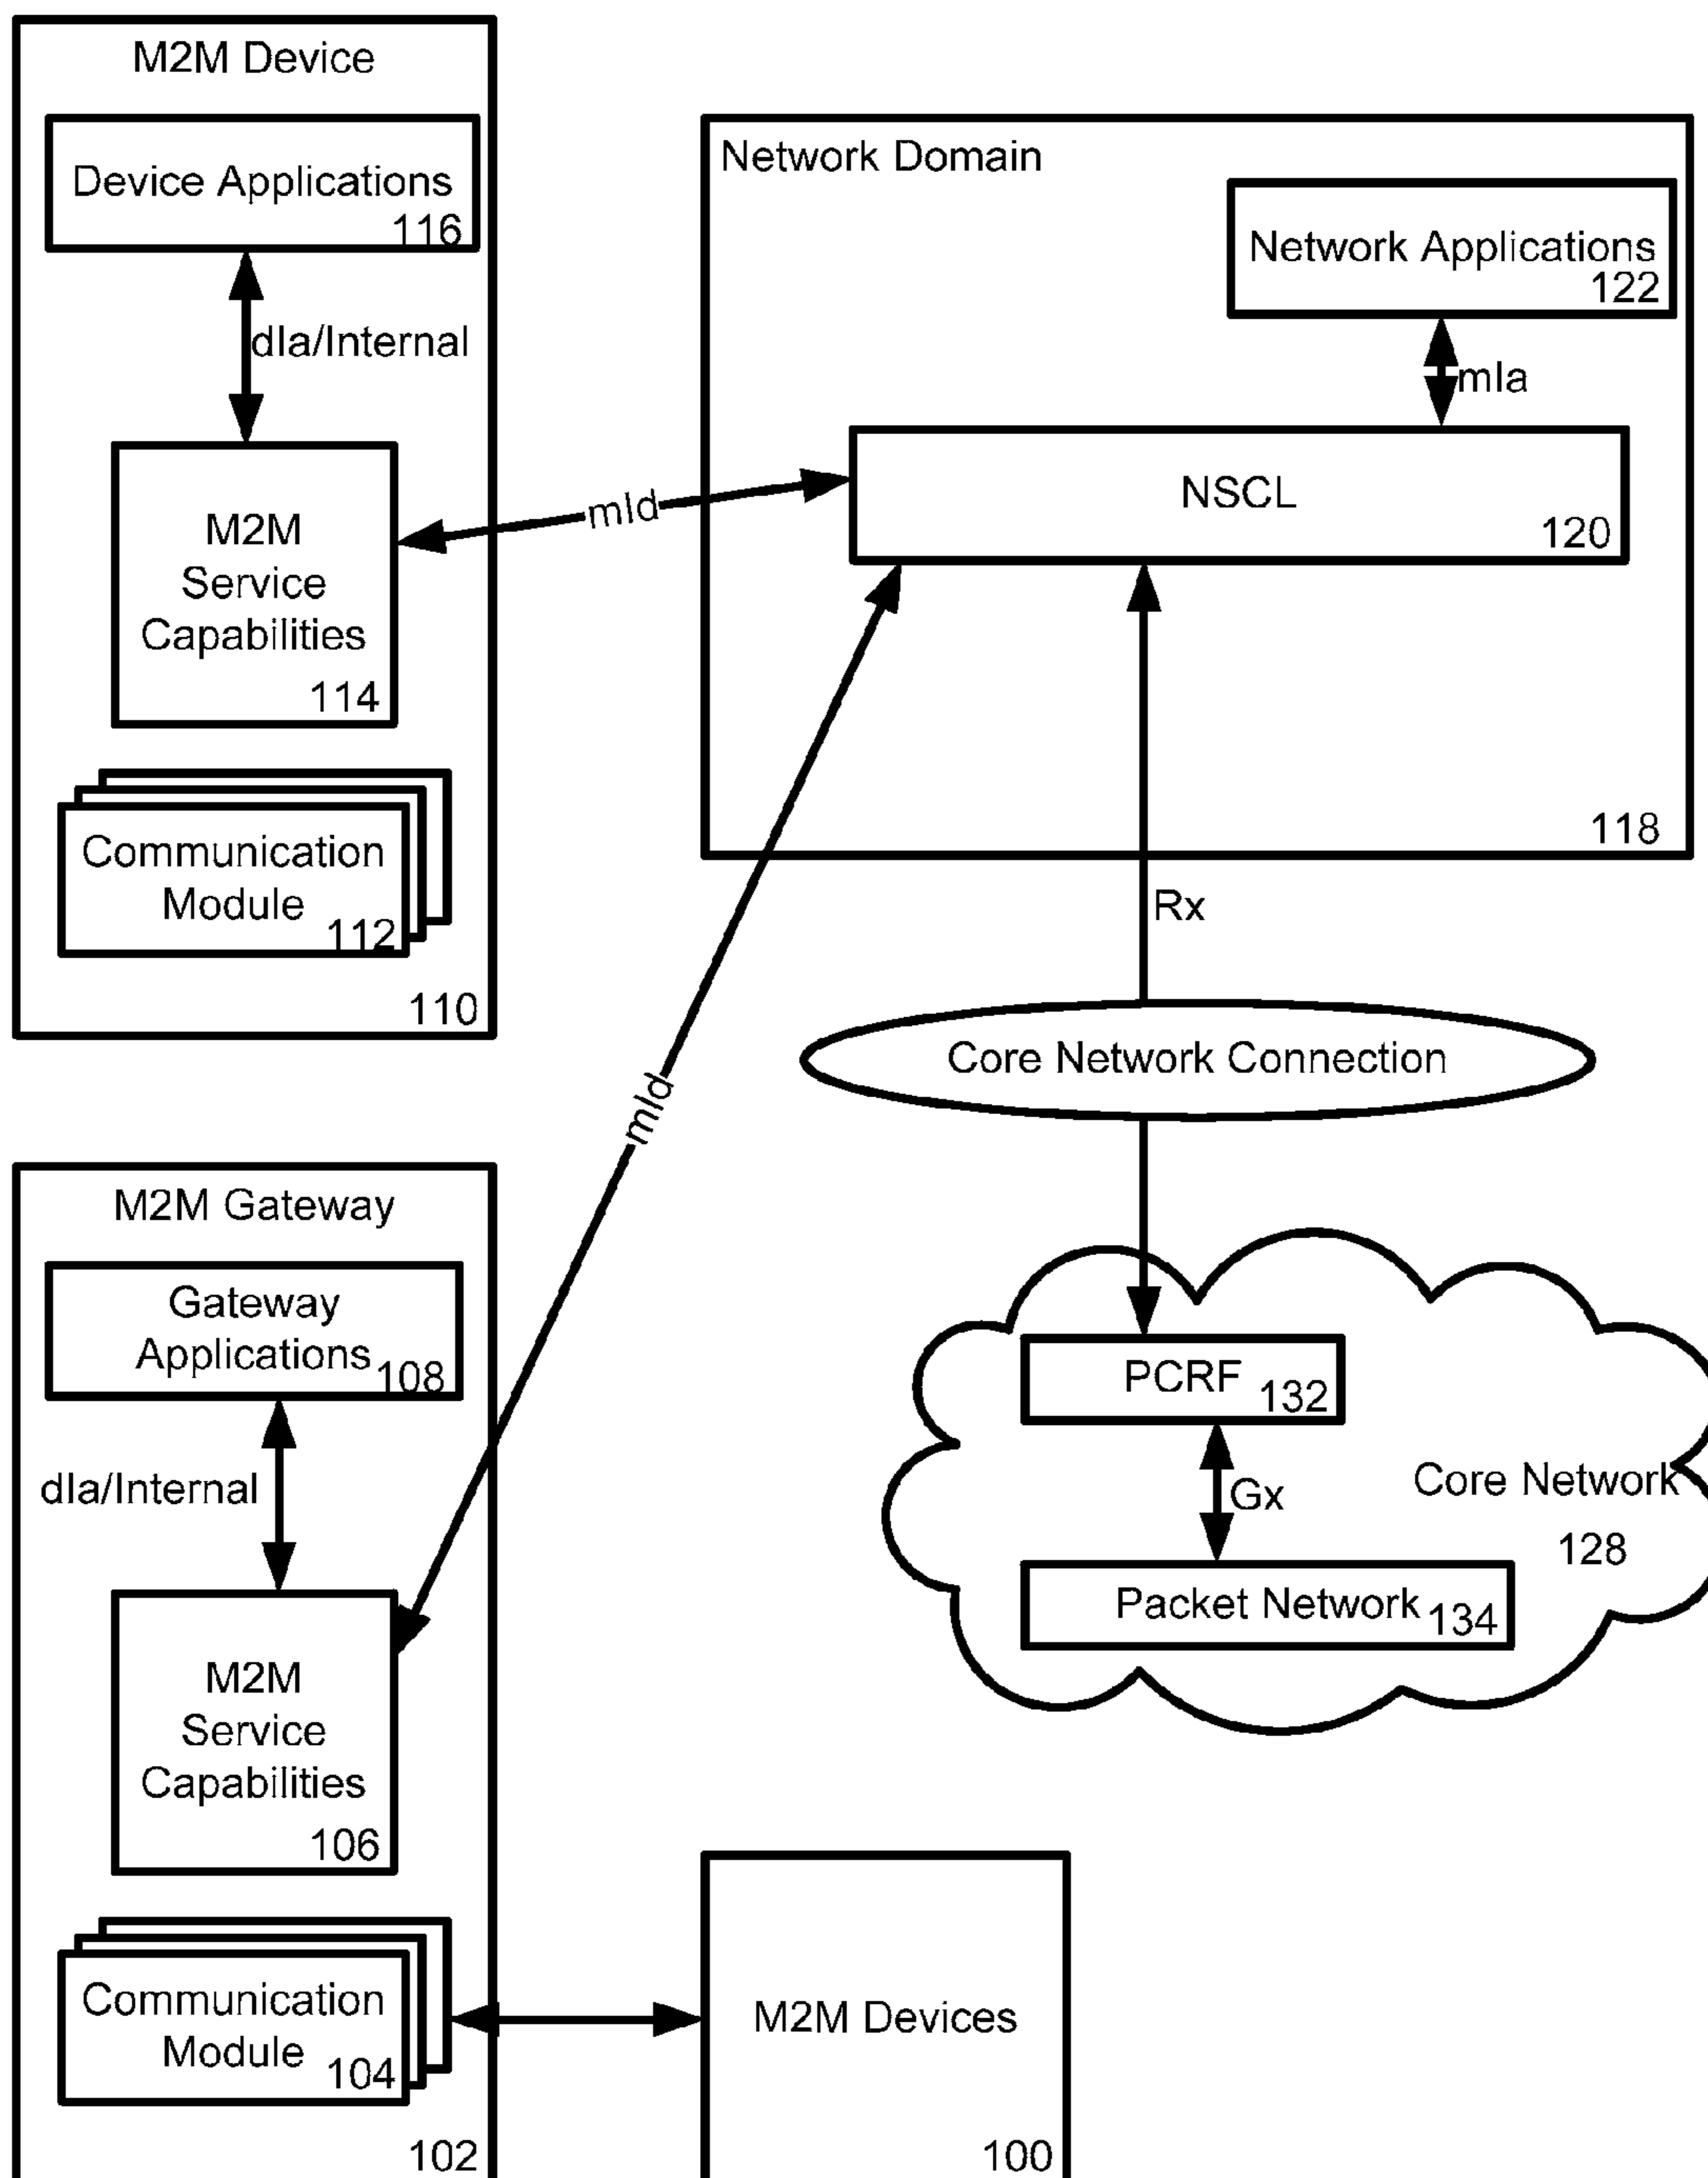 M2M Device
Device Applications
116
dIa/Internal
M2M
Service
Capabilities
114
Communication
Module
112
110
mId
Network Domain
Network Applications
122
mIa
NSCL
120
118
Rx
Core Network Connection
mId
M2M Gateway
Gateway
Applications
108
dIa/Internal
M2M
Service
Capabilities
106
Communication
Module
104
102
PCRF
132
Gx
Core Network
128
Packet Network
134
M2M Devices
100